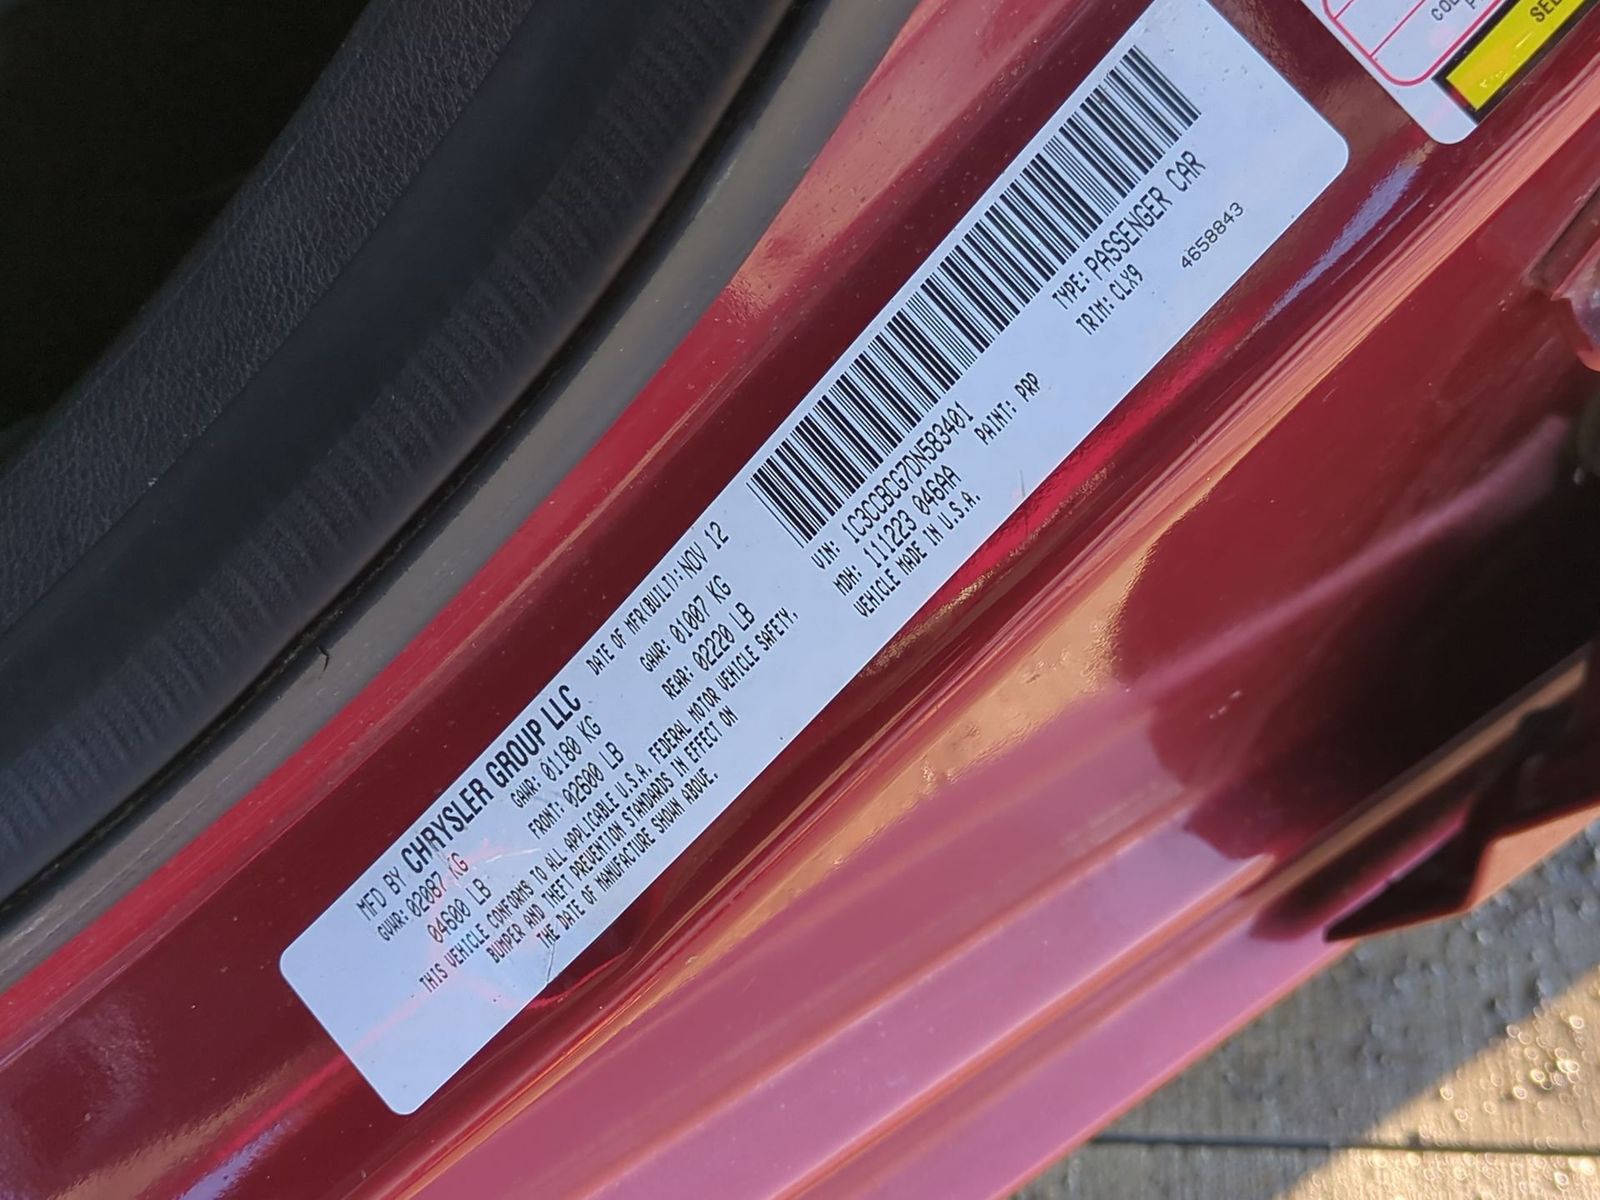 MFD BY CHRYSLER GROUP LLC
DATE OF MFR(BUILT): NOV 12
GVWR: 02087 KG
04600 LB
GAWR: 01180 KG
FRONT: 02600 LB
GAWR: 01007 KG
REAR: 02220 LB
THIS VEHICLE CONFORMS TO ALL APPLICABLE U.S.A. FEDERAL MOTOR VEHICLE SAFETY,
BUMPER AND THEFT PREVENTION STANDARDS IN EFFECT ON
THE DATE OF MANUFACTURE SHOWN ABOVE.
VIN: 1C3CCBCG7DN583401
TYPE: PASSENGER CAR
MDH: 111223 046AA
PAINT: PRP
TRIM: CLX9
VEHICLE MADE IN U.S.A.
4658843